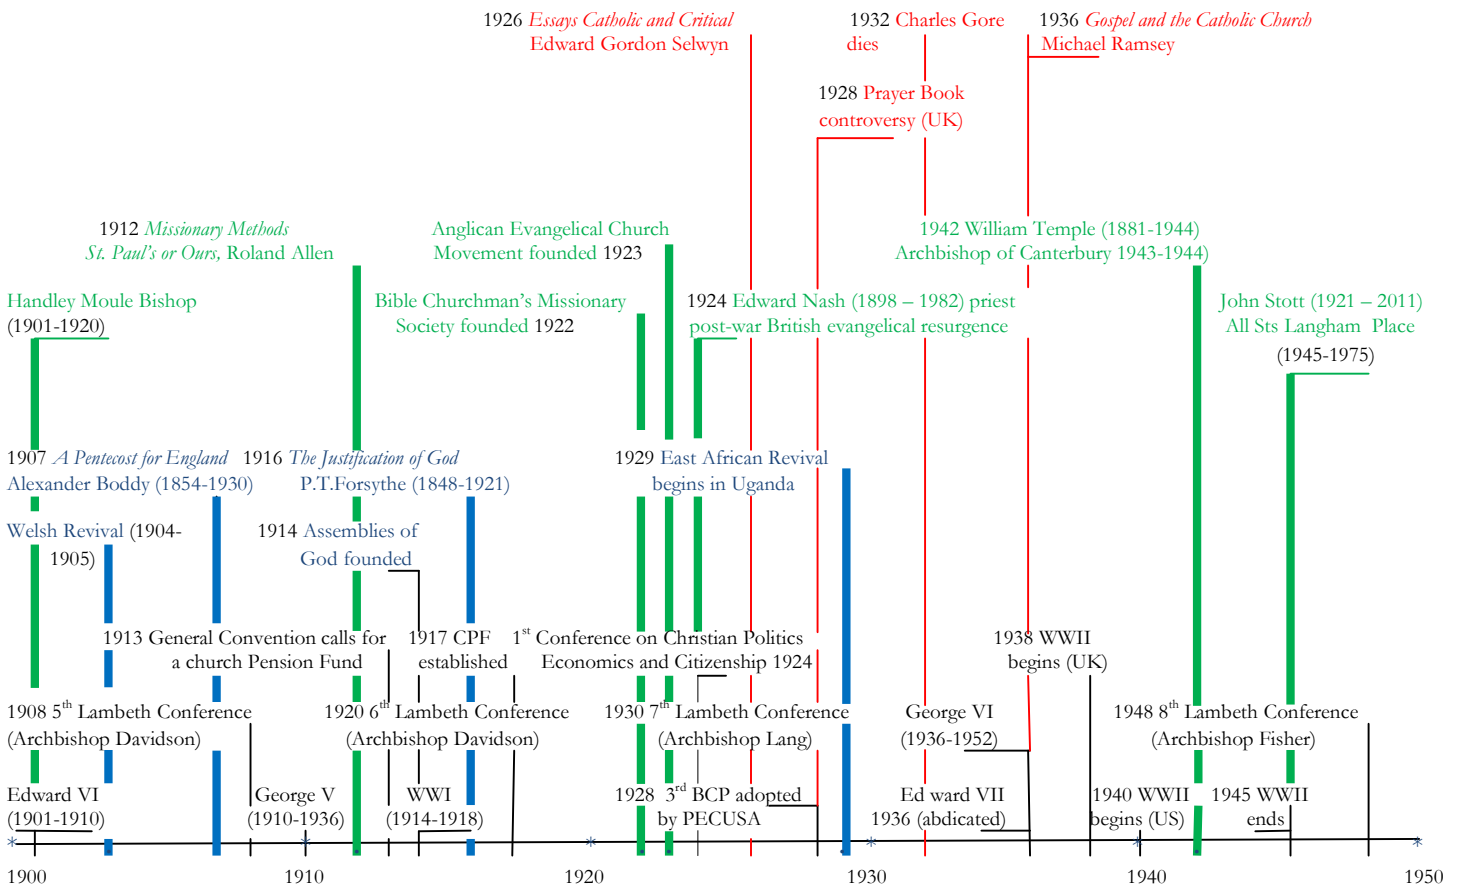 1926 Essays Catholic and Critical
Edward Gordon Selwyn
1932 Charles Gore
dies
1936 Gospel and the Catholic Church
Michael Ramsey
1928 Prayer Book
controversy (UK)
1912 Missionary Methods
St. Paul's or Ours, Roland Allen
Anglican Evangelical Church
Movement founded 1923
1942 William Temple (1881-1944)
Archbishop of Canterbury 1943-1944)
Handley Moule Bishop
(1901-1920)
Bible Churchman's Missionary
Society founded 1922
1924 Edward Nash (1898 – 1982) priest
post-war British evangelical resurgence
John Stott (1921 – 2011)
All Sts Langham Place
(1945-1975)
1907 A Pentecost for England
Alexander Boddy (1854-1930)
1916 The Justification of God
P.T.Forsythe (1848-1921)
1929 East African Revival
begins in Uganda
Welsh Revival (1904-
1905)
1914 Assemblies of
God founded
1913 General Convention calls for
a church Pension Fund
1917 CPF
established
1st Conference on Christian Politics
Economics and Citizenship 1924
1938 WWII
begins (UK)
1908 5th Lambeth Conference
(Archbishop Davidson)
1920 6th Lambeth Conference
(Archbishop Davidson)
1930 7th Lambeth Conference
(Archbishop Lang)
George VI
(1936-1952)
1948 8th Lambeth Conference
(Archbishop Fisher)
Edward VI
(1901-1910)
George V
(1910-1936)
WWI
(1914-1918)
1928 3rd BCP adopted
by PECUSA
Ed ward VII
1936 (abdicated)
1940 WWII
begins (US)
1945 WWII
ends
1900
1910
1920
1930
1940
1950